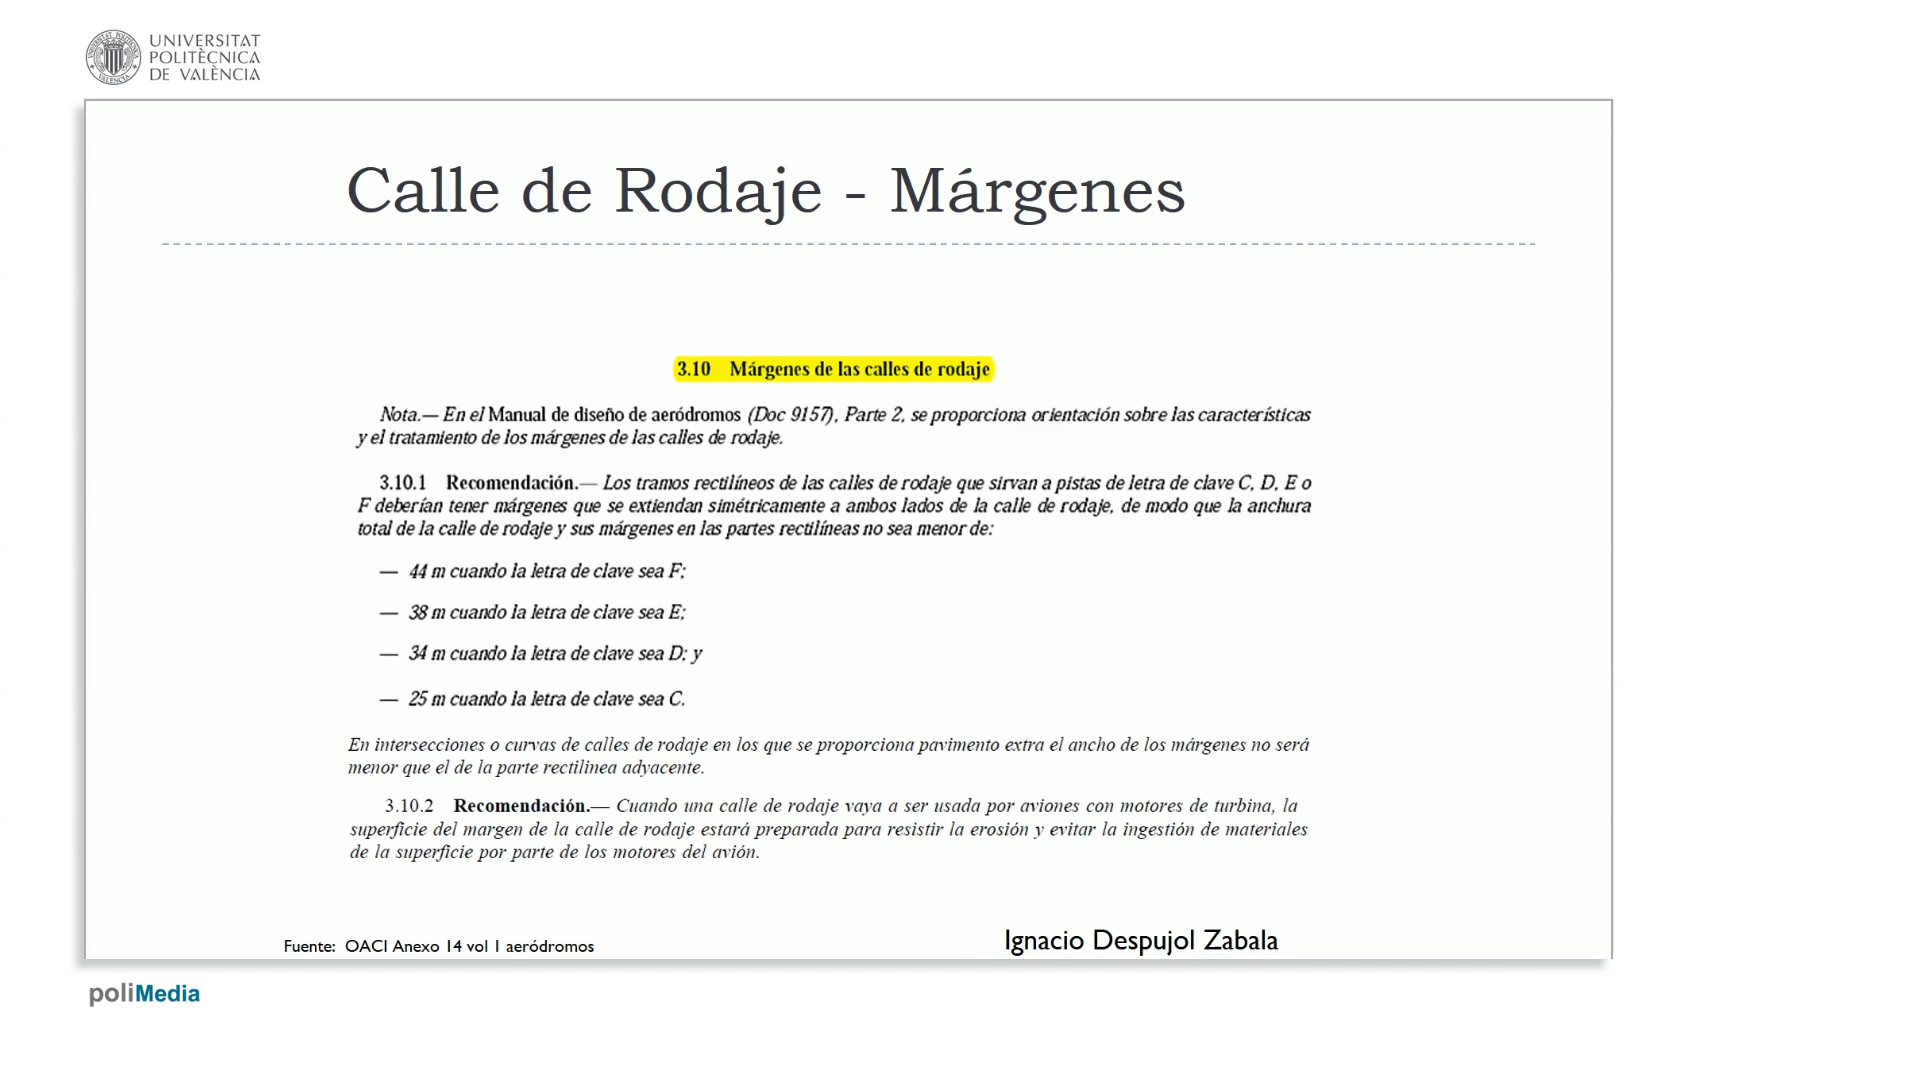 UNIVERSITAT
POLITÈCNICA
DE VALÈNCIA
Calle de Rodaje - Márgenes
3.10 Márgenes de las calles de rodaje
Nota.— En el Manual de diseño de aeródromos (Doc 9157), Parte 2, se proporciona orientación sobre las características
y el tratamiento de los márgenes de las calles de rodaje.
3.10.1 Recomendación.— Los tramos rectilíneos de las calles de rodaje que sirvan a pistas de letra de clave C, D, E o
F deberían tener márgenes que se extiendan simétricamente a ambos lados de la calle de rodaje, de modo que la anchura
total de la calle de rodaje y sus márgenes en las partes rectilíneas no sea menor de:
— 44 m cuando la letra de clave sea F;
— 38 m cuando la letra de clave sea E;
— 34 m cuando la letra de clave sea D; y
— 25 m cuando la letra de clave sea C.
En intersecciones o curvas de calles de rodaje en los que se proporciona pavimento extra el ancho de los márgenes no será
menor que el de la parte rectilinea adyacente.
3.10.2 Recomendación.— Cuando una calle de rodaje vaya a ser usada por aviones con motores de turbina, la
superficie del margen de la calle de rodaje estará preparada para resistir la erosión y evitar la ingestión de materiales
de la superficie por parte de los motores del avión.
Fuente: OACI Anexo 14 vol 1 aeródromos
Ignacio Despujol Zabala
poliMedia